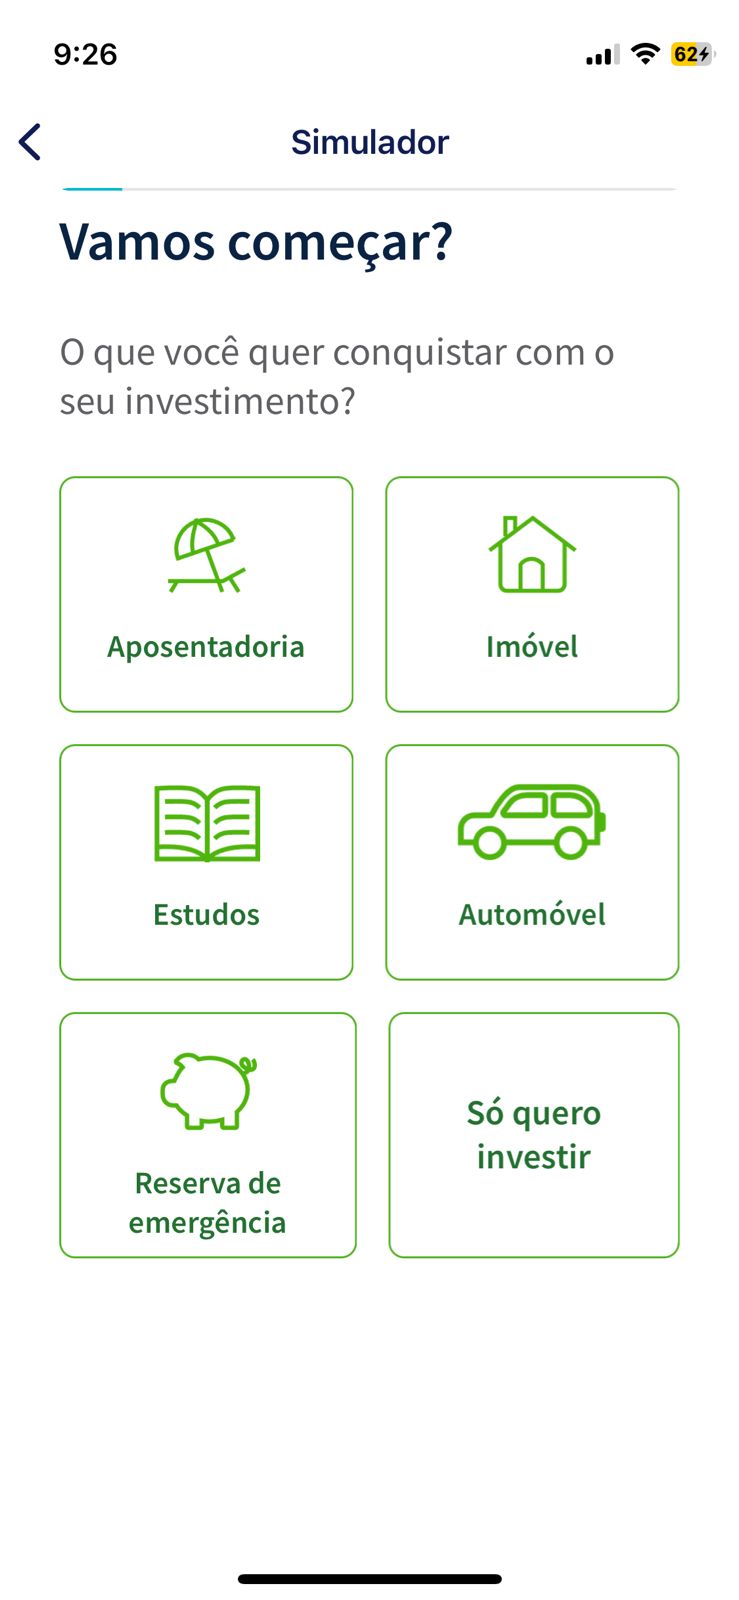 9:26
62
Simulador
Vamos começar?
O que você quer conquistar com o
seu investimento?
Aposentadoria
Imóvel
Estudos
Automóvel
Reserva de
emergência
Só quero
investir